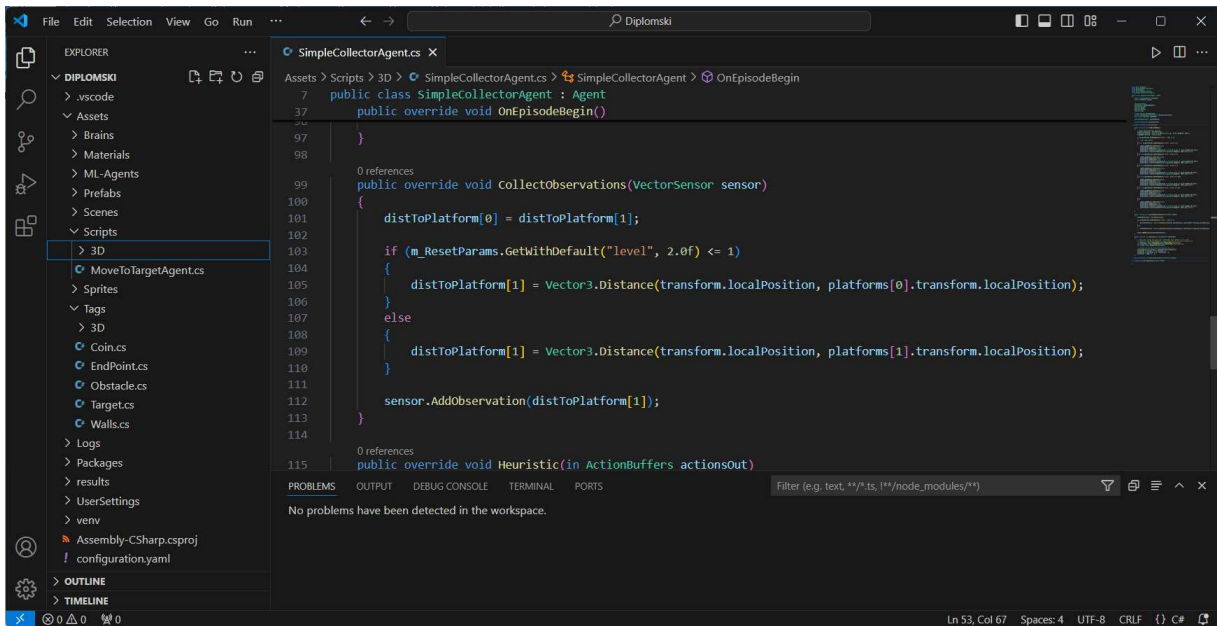 File Edit Selection View Go Run ··· Diplomski
EXPLORER ···
DIPLOMSKI
.vscode
Assets
Brains
Materials
ML-Agents
Prefabs
Scenes
Scripts
3D
MoveToTargetAgent.cs
Sprites
Tags
3D
Coin.cs
EndPoint.cs
Obstacle.cs
Target.cs
Walls.cs
Logs
Packages
results
UserSettings
venv
Assembly-CSharp.csproj
configuration.yaml
OUTLINE
TIMELINE
SimpleCollectorAgent.cs
Assets > Scripts > 3D > SimpleCollectorAgent.cs > SimpleCollectorAgent > OnEpisodeBegin
7 public class SimpleCollectorAgent : Agent
37 public override void OnEpisodeBegin()
96
97 }
98
0 references
99 public override void CollectObservations(VectorSensor sensor)
100 {
101 distToPlatform[0] = distToPlatform[1];
102
103 if (m_ResetParams.GetWithDefault("level", 2.0f) <= 1)
104 {
105 distToPlatform[1] = Vector3.Distance(transform.localPosition, platforms[0].transform.localPosition);
106 }
107 else
108 {
109 distToPlatform[1] = Vector3.Distance(transform.localPosition, platforms[1].transform.localPosition);
110 }
111
112 sensor.AddObservation(distToPlatform[1]);
113 }
114
0 references
115 public override void Heuristic(in ActionBuffers actionsOut)
PROBLEMS OUTPUT DEBUG CONSOLE TERMINAL PORTS Filter (e.g. text, **/*.ts, !**/node_modules/**)
No problems have been detected in the workspace.
0 0 0 Ln 53, Col 67 Spaces: 4 UTF-8 CRLF {} C#